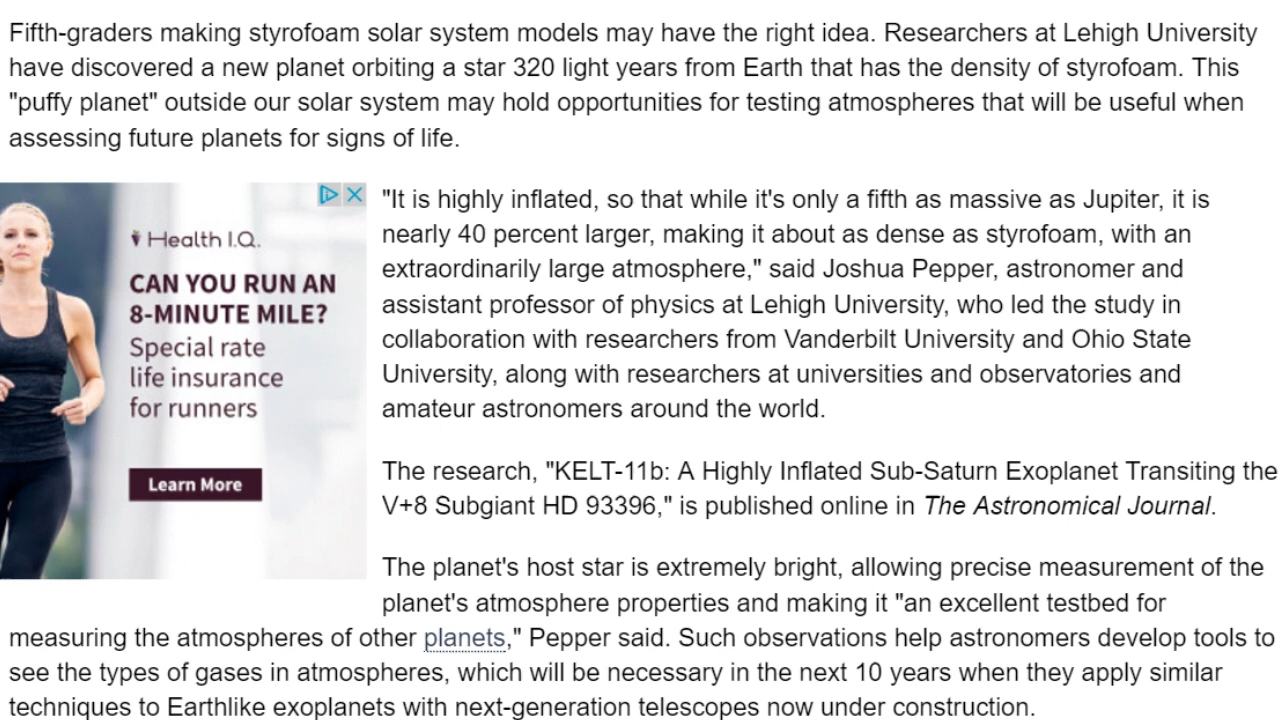 Fifth-graders making styrofoam solar system models may have the right idea. Researchers at Lehigh University
have discovered a new planet orbiting a star 320 light years from Earth that has the density of styrofoam. This
"puffy planet" outside our solar system may hold opportunities for testing atmospheres that will be useful when
assessing future planets for signs of life.
Health I.Q.
CAN YOU RUN AN
8-MINUTE MILE?
Special rate
life insurance
for runners
Learn More
"It is highly inflated, so that while it's only a fifth as massive as Jupiter, it is
nearly 40 percent larger, making it about as dense as styrofoam, with an
extraordinarily large atmosphere," said Joshua Pepper, astronomer and
assistant professor of physics at Lehigh University, who led the study in
collaboration with researchers from Vanderbilt University and Ohio State
University, along with researchers at universities and observatories and
amateur astronomers around the world.
The research, "KELT-11b: A Highly Inflated Sub-Saturn Exoplanet Transiting the
V+8 Subgiant HD 93396," is published online in The Astronomical Journal.
The planet's host star is extremely bright, allowing precise measurement of the
planet's atmosphere properties and making it "an excellent testbed for
measuring the atmospheres of other planets," Pepper said. Such observations help astronomers develop tools to
see the types of gases in atmospheres, which will be necessary in the next 10 years when they apply similar
techniques to Earthlike exoplanets with next-generation telescopes now under construction.